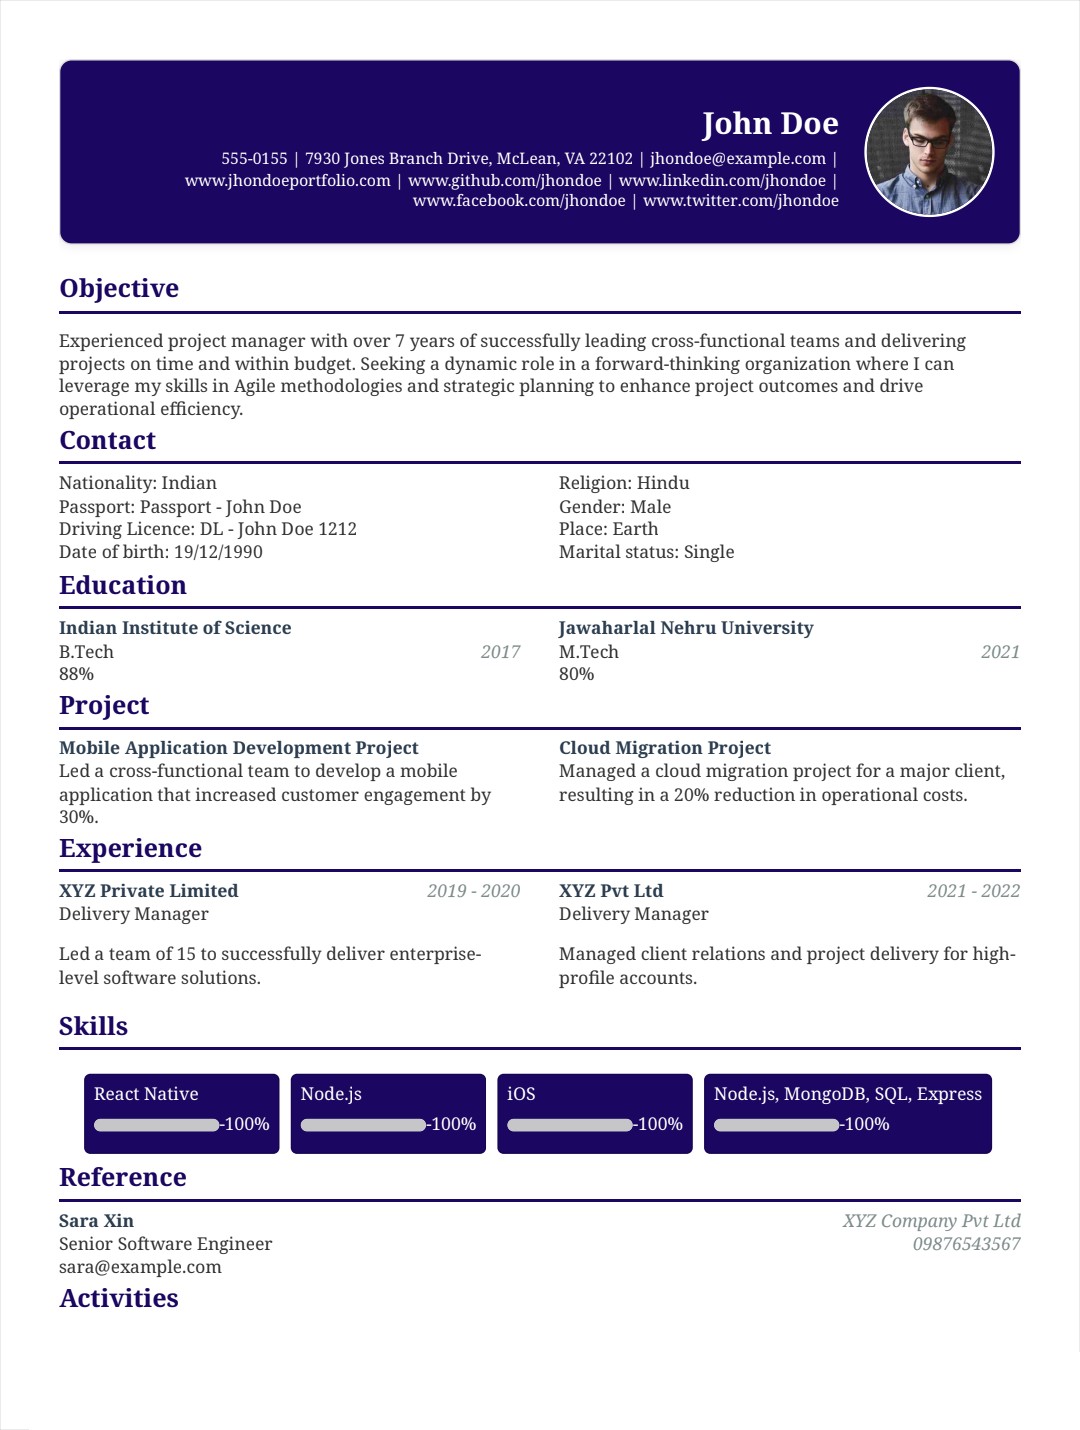 John Doe
555-0155 | 7930 Jones Branch Drive, McLean, VA 22102 | jhondoe@example.com |
www.jhondoeportfolio.com | www.github.com/jhondoe | www.linkedin.com/jhondoe |
www.facebook.com/jhondoe | www.twitter.com/jhondoe
Objective
Experienced project manager with over 7 years of successfully leading cross-functional teams and delivering
projects on time and within budget. Seeking a dynamic role in a forward-thinking organization where I can
leverage my skills in Agile methodologies and strategic planning to enhance project outcomes and drive
operational efficiency.
Contact
Nationality: Indian
Passport: Passport - John Doe
Driving Licence: DL - John Doe 1212
Date of birth: 19/12/1990
Religion: Hindu
Gender: Male
Place: Earth
Marital status: Single
Education
Indian Institute of Science
B.Tech 2017
88%
Jawaharlal Nehru University
M.Tech 2021
80%
Project
Mobile Application Development Project
Led a cross-functional team to develop a mobile
application that increased customer engagement by
30%.
Cloud Migration Project
Managed a cloud migration project for a major client,
resulting in a 20% reduction in operational costs.
Experience
XYZ Private Limited 2019 - 2020
Delivery Manager
Led a team of 15 to successfully deliver enterprise-
level software solutions.
XYZ Pvt Ltd 2021 - 2022
Delivery Manager
Managed client relations and project delivery for high-
profile accounts.
Skills
React Native
-100%
Node.js
-100%
iOS
-100%
Node.js, MongoDB, SQL, Express
-100%
Reference
Sara Xin XYZ Company Pvt Ltd
Senior Software Engineer 09876543567
sara@example.com
Activities